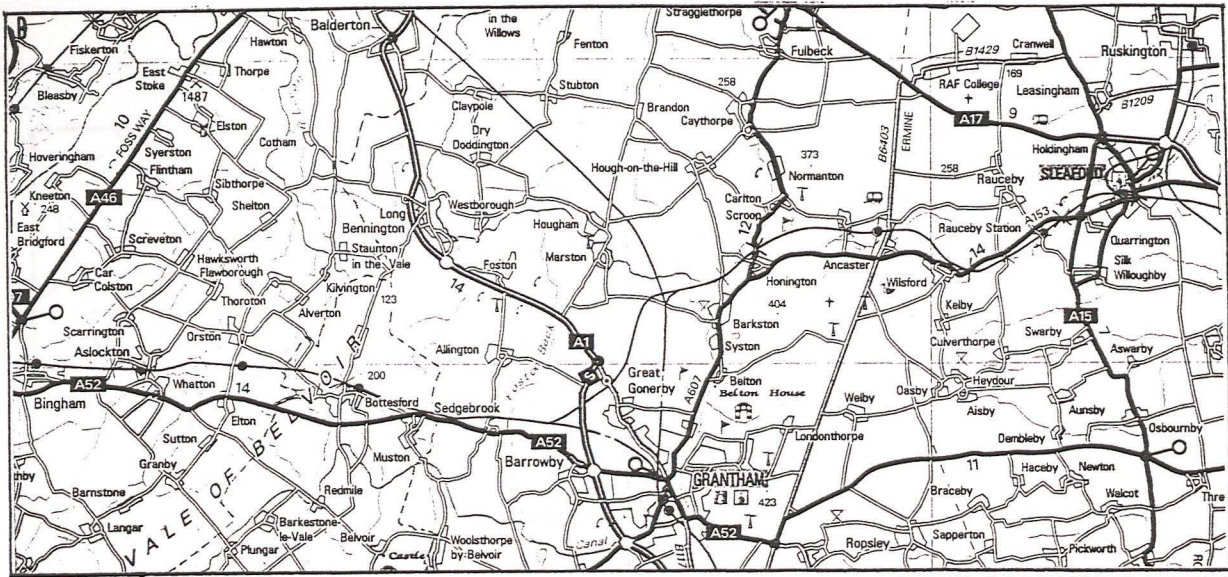 B
Fiskerton
Bleasby
East
Stoke
Hawton
Thorpe
1487
Elston
10
FOSS WAY
Syerston
Flintham
Hoveringham
Kneeton
248
A46
East
Bridgford
Sibthorpe
Shelton
Cotham
Screveton
Car
Colston
Hawksworth
Flawborough
Thoroton
Scarrington
Orston
Alverton
Kilvington
Staunton
in the Vale
123
7
Aslockton
A52
Whatton
14
Bingham
Elton
Sutton
Granby
Barnstone
Langar
VALE OF BELVOIR
Plungar
Barkestone-
le-Vale
Redmile
Belvoir
Castle
Muston
Bottesford
200
Sedgebrook
Woolsthorpe
by Belvoir
Balderton
in the
Willows
Fenton
Stubton
Claypole
Dry
Doddington
Long
Bennington
Westborough
Foston
14
Hougham
Marston
Hough-on-the-Hill
Brandon
A1
Allington
Foston Beck
Great
Gonerby
A52
Barrowby
Canal
GRANTHAM
423
A52
Stragglethorpe
Fulbeck
258
Caythorpe
373
Normanton
Carlton
Scroop
12
Honington
404
Barkston
Syston
Belton
Belton House
A607
Londonthorpe
Welby
B6403
ERMINE
Ancaster
B1429
Cranwell
RAF College
169
A17
9
Leasingham
Ruskington
B1209
Holdingham
SLEAFORD
258
Rauceby
Rauceby Station
A153
14
Wilsford
Kelby
Culverthorpe
Oasby
Heydour
Aisby
Quarrington
Silk
Willoughby
A15
Swarby
Aswarby
Aunsby
Dembleby
Osbournby
11
Haceby
Newton
Braceby
Walcot
Thre
Ropsley
Sapperton
Pickworth